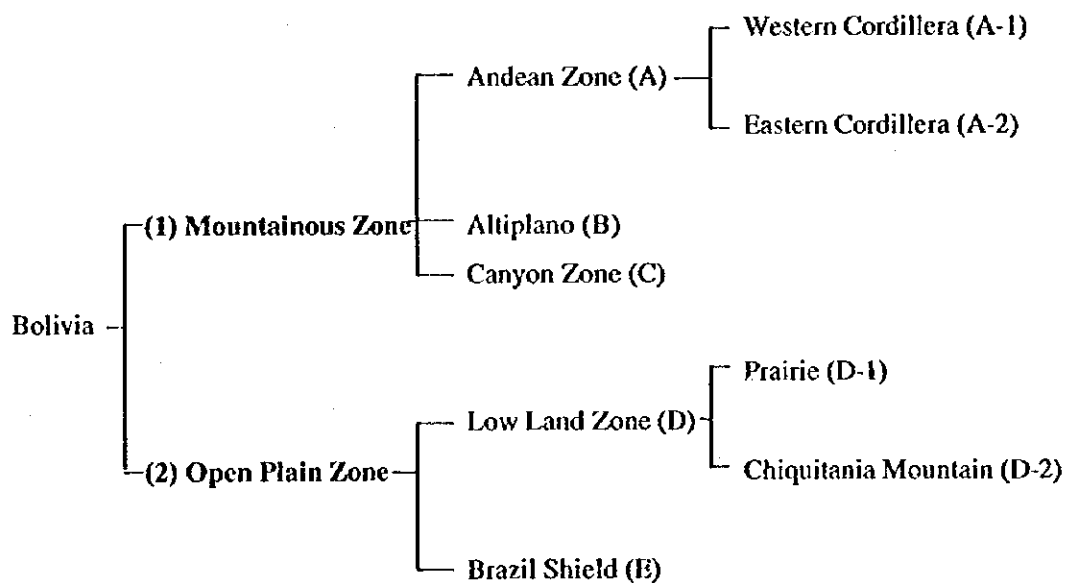 Western Cordillera (A-1)
Andean Zone (A)
Eastern Cordillera (A-2)
(1) Mountainous Zone
Altiplano (B)
Canyon Zone (C)
Bolivia
Prairie (D-1)
Low Land Zone (D)
(2) Open Plain Zone
Chiquitania Mountain (D-2)
Brazil Shield (E)